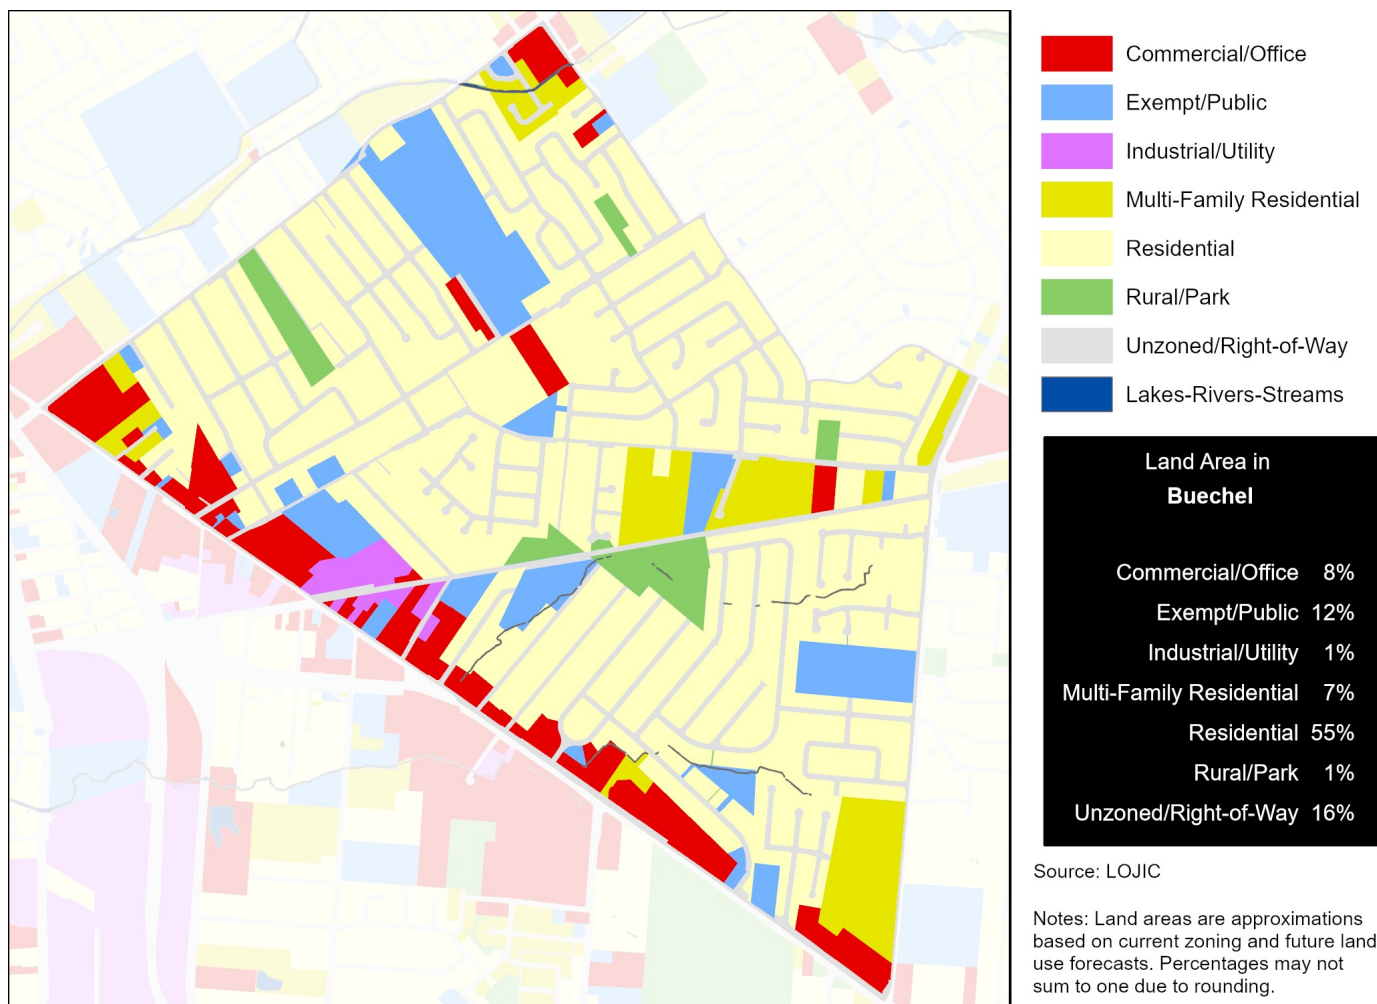 Commercial/Office
Exempt/Public
Industrial/Utility
Multi-Family Residential
Residential
Rural/Park
Unzoned/Right-of-Way
Lakes-Rivers-Streams
Land Area in
Buechel
Commercial/Office 8%
Exempt/Public 12%
Industrial/Utility 1%
Multi-Family Residential 7%
Residential 55%
Rural/Park 1%
Unzoned/Right-of-Way 16%
Source: LOJIC
Notes: Land areas are approximations
based on current zoning and future land
use forecasts. Percentages may not
sum to one due to rounding.